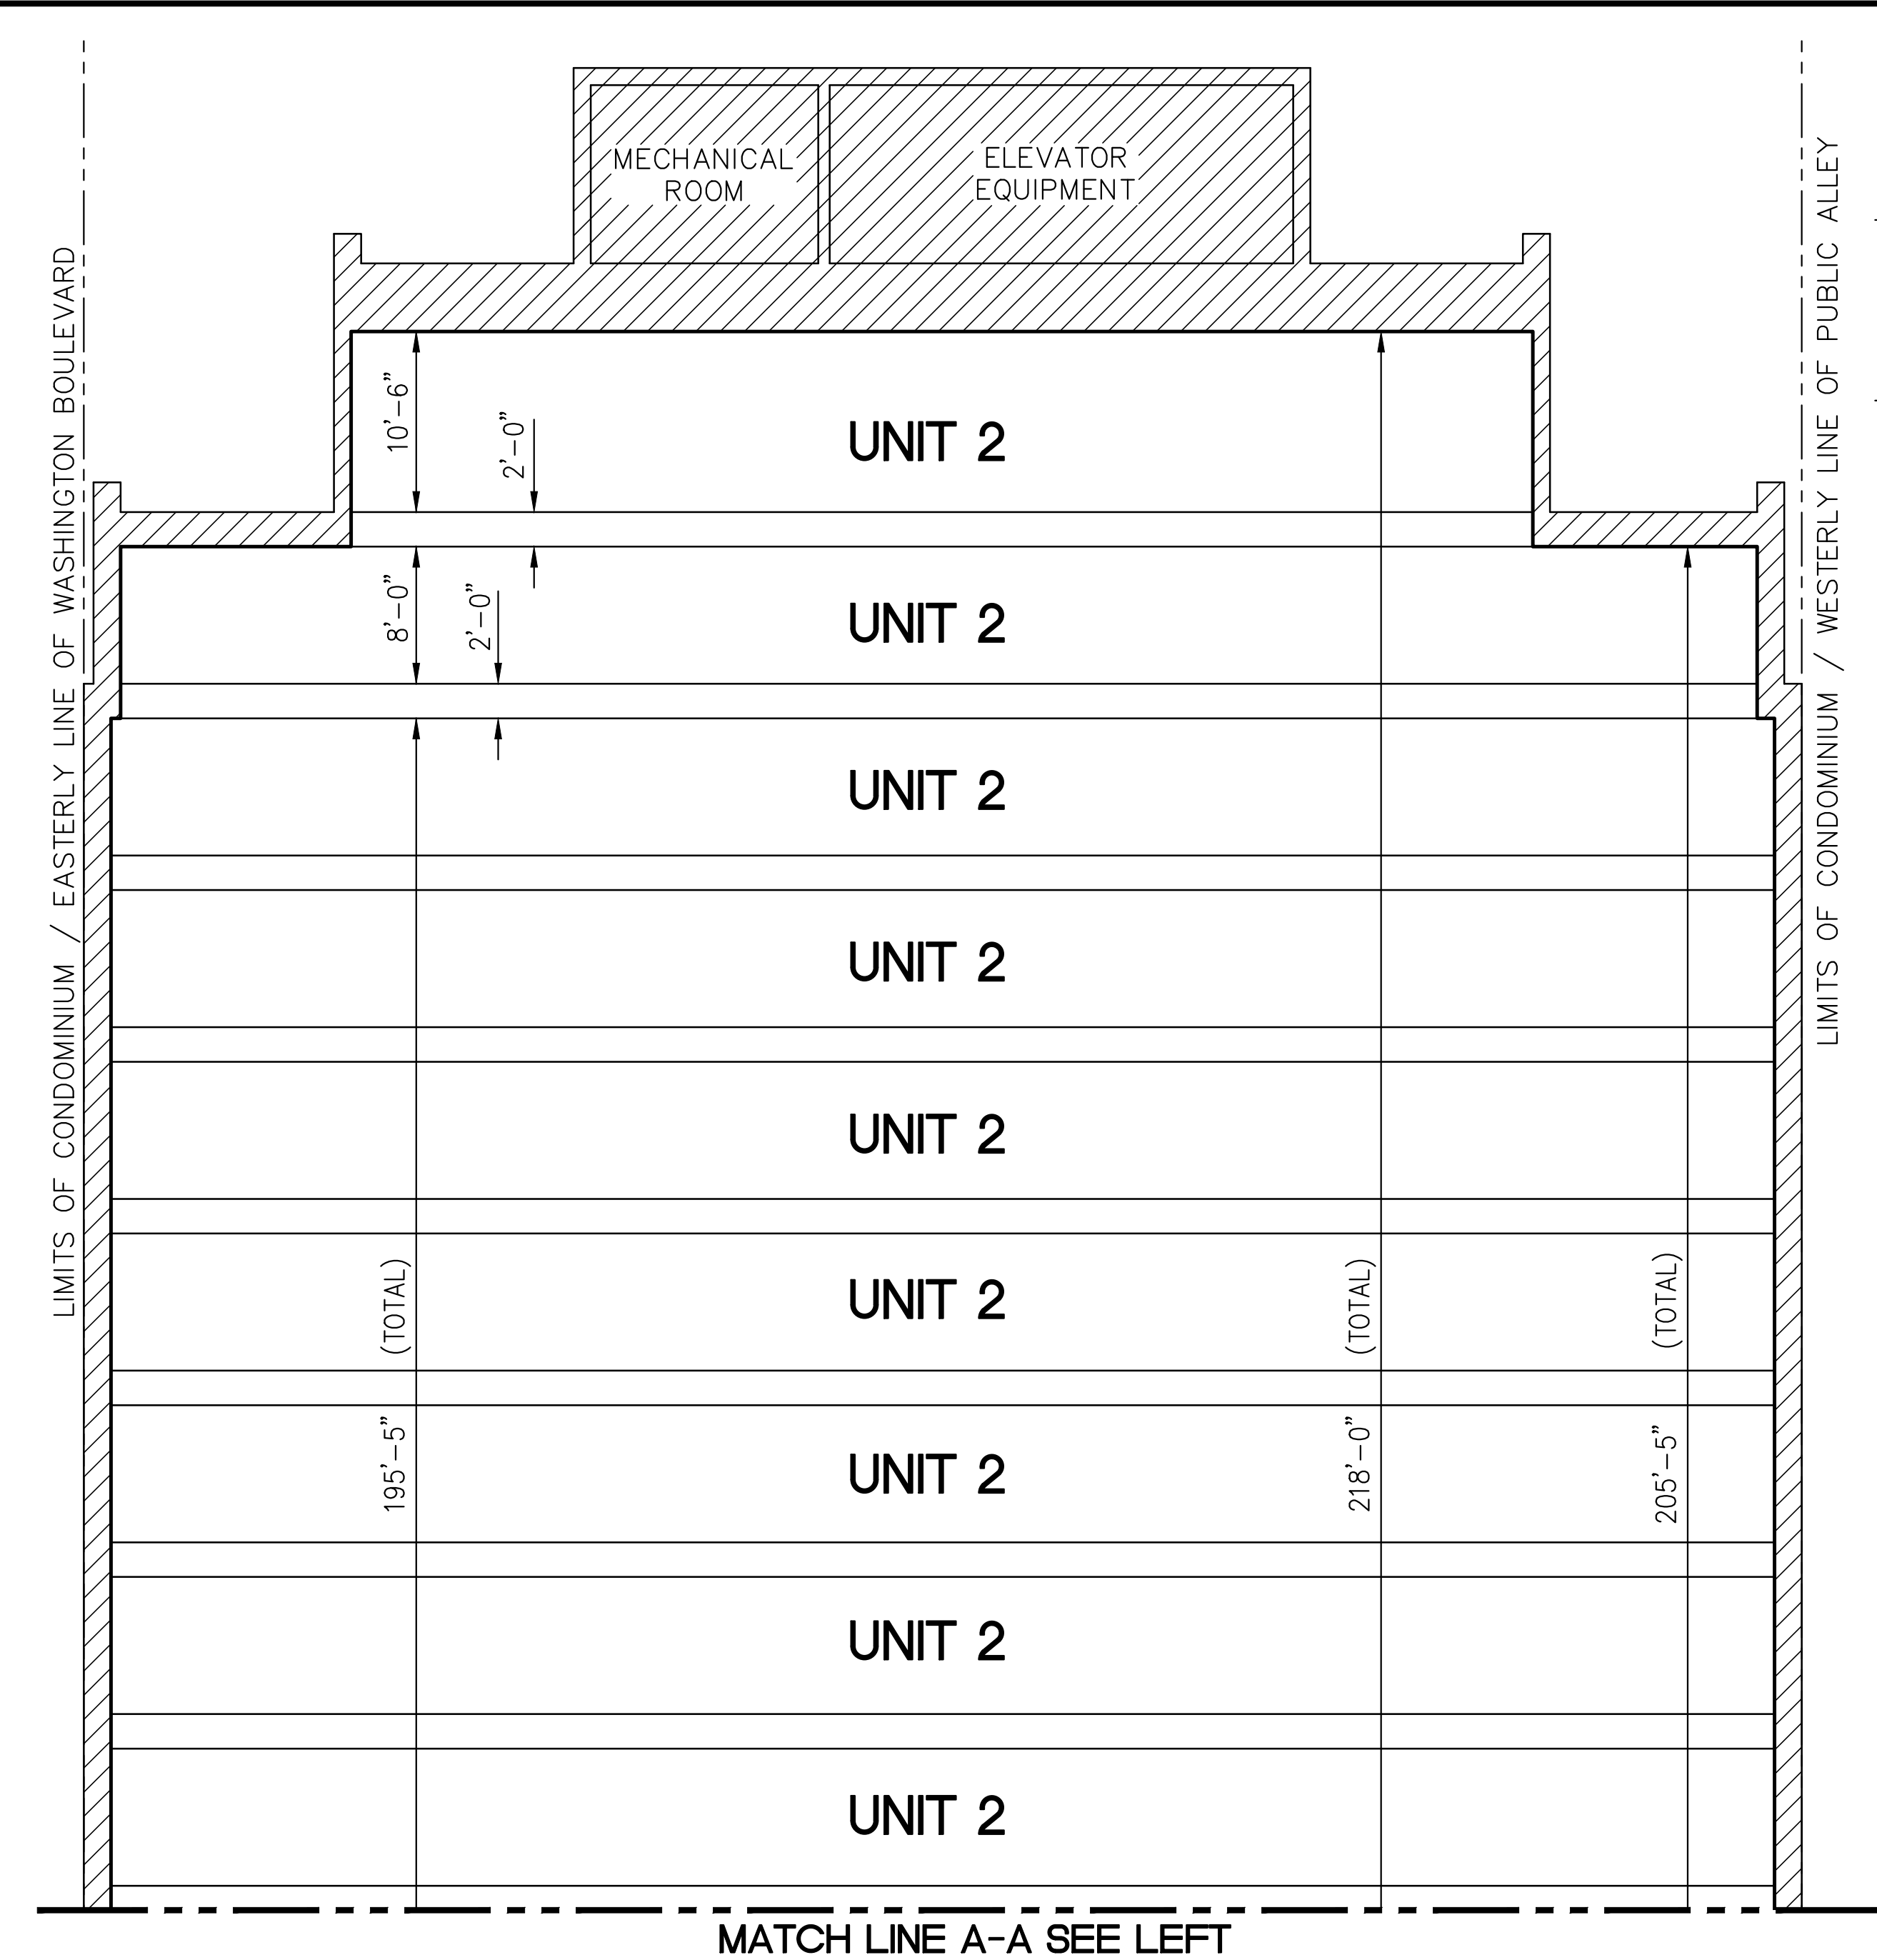 MECHANICAL
ROOM
ELEVATOR
EQUIPMENT
LIMITS OF CONDOMINIUM / EASTERLY LINE OF WASHINGTON BOULEVARD
LIMITS OF CONDOMINIUM / WESTERLY LINE OF PUBLIC ALLEY
10'-6"
2'-0"
UNIT 2
8'-0"
2'-0"
UNIT 2
UNIT 2
UNIT 2
UNIT 2
UNIT 2
195'-5" (TOTAL)
218'-0" (TOTAL)
205'-5" (TOTAL)
UNIT 2
UNIT 2
UNIT 2
MATCH LINE A-A SEE LEFT